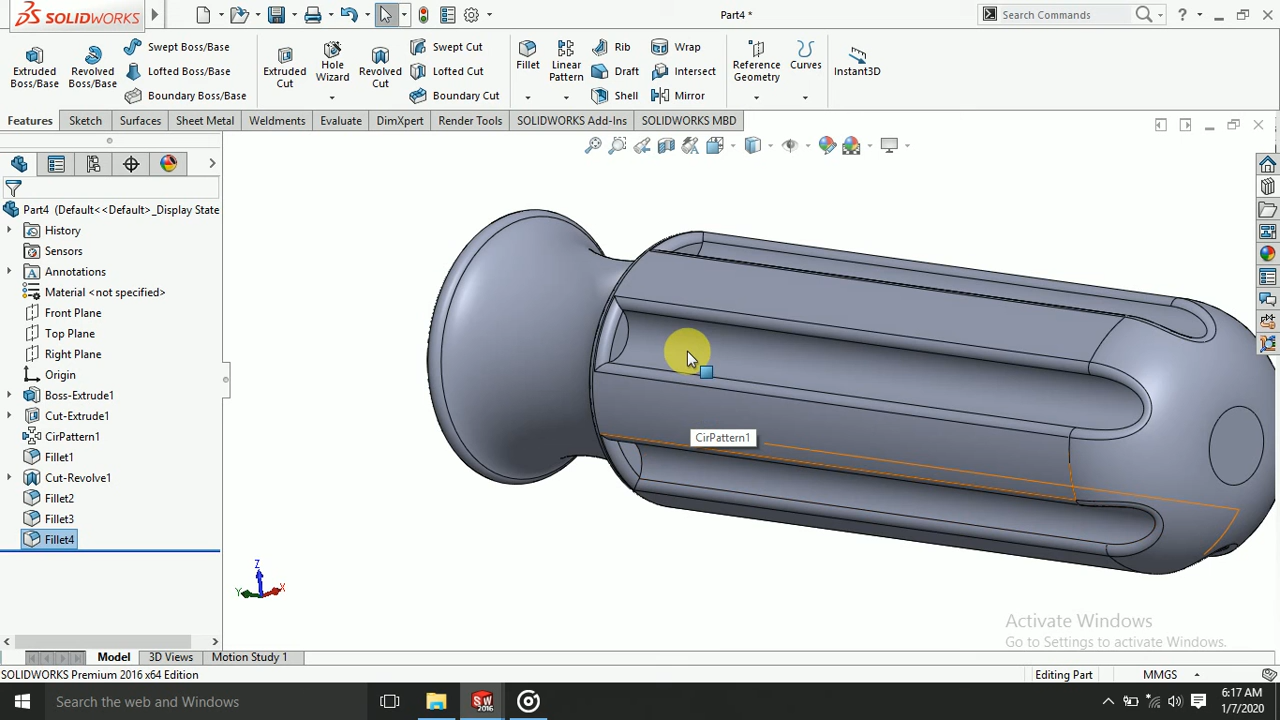 SOLIDWORKS
Part4 *
Search Commands
Extruded Boss/Base
Revolved Boss/Base
Swept Boss/Base
Lofted Boss/Base
Boundary Boss/Base
Extruded Cut
Hole Wizard
Revolved Cut
Swept Cut
Lofted Cut
Boundary Cut
Fillet
Linear Pattern
Rib
Draft
Shell
Wrap
Intersect
Mirror
Reference Geometry
Curves
Instant3D
Features
Sketch
Surfaces
Sheet Metal
Weldments
Evaluate
DimXpert
Render Tools
SOLIDWORKS Add-Ins
SOLIDWORKS MBD
Part4 (Default<<Default>_Display State
History
Sensors
Annotations
Material <not specified>
Front Plane
Top Plane
Right Plane
Origin
Boss-Extrude1
Cut-Extrude1
CirPattern1
Fillet1
Cut-Revolve1
Fillet2
Fillet3
Fillet4
CirPattern1
Z
Y
X
Activate Windows
Go to Settings to activate Windows.
Model
3D Views
Motion Study 1
SOLIDWORKS Premium 2016 x64 Edition
Editing Part
MMGS
Search the web and Windows
SW
2016
6:17 AM
1/7/2020